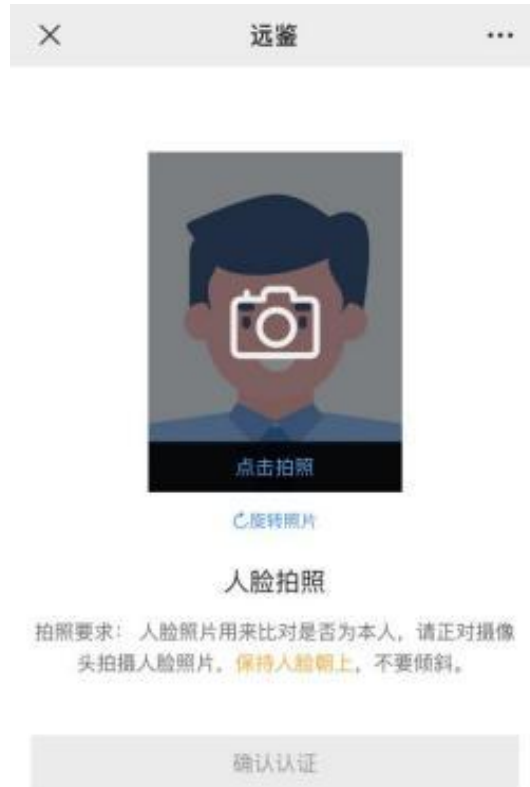 远鉴
点击拍照
旋转照片
人脸拍照
拍照要求： 人脸照片用来比对是否为本人，请正对摄像
头拍摄人脸照片，保持人脸朝上，不要倾斜。
确认认证